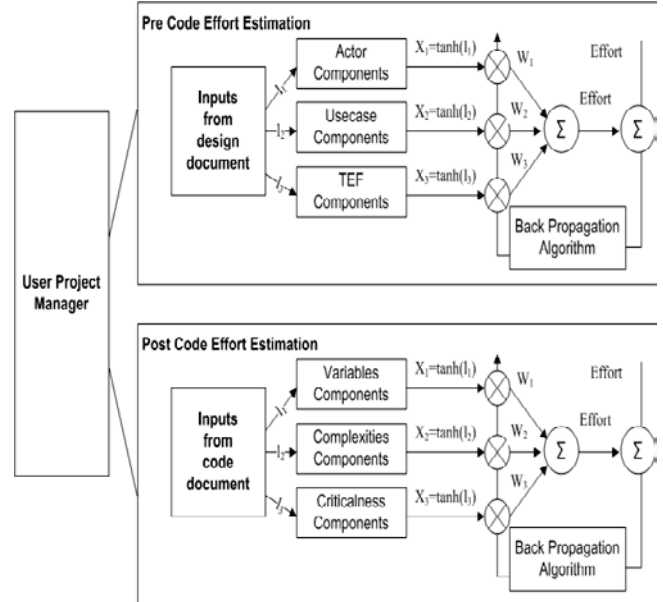 Pre Code Effort Estimation
Inputs
from
design
document
I₁
I₂
I₃
Actor
Components
Usecase
Components
TEF
Components
X₁=tanh(I₁)
X₂=tanh(I₂)
X₃=tanh(I₃)
W₁
W₂
W₃
Σ
Effort
Effort
Σ
Back Propagation
Algorithm
User Project
Manager
Post Code Effort Estimation
Inputs
from
code
document
I₁
I₂
I₃
Variables
Components
Complexities
Components
Criticalness
Components
X₁=tanh(I₁)
X₂=tanh(I₂)
X₃=tanh(I₃)
W₁
W₂
W₃
Σ
Effort
Effort
Σ
Back Propagation
Algorithm